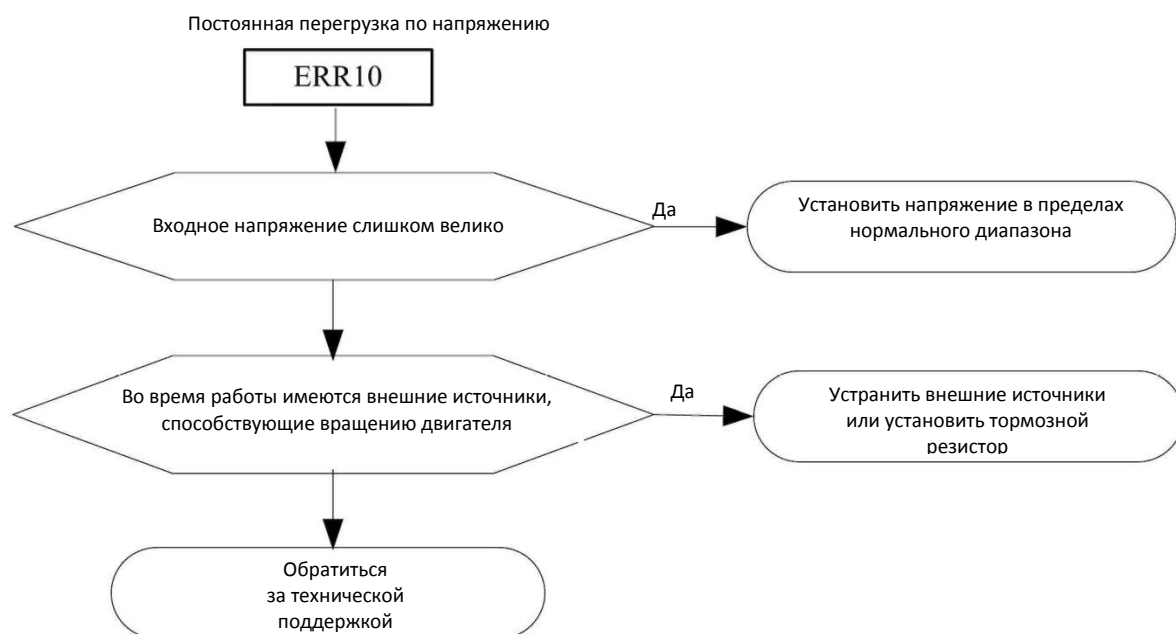 Постоянная перегрузка по напряжению
ERR10
Входное напряжение слишком велико
Да
Установить напряжение в пределах
нормального диапазона
Во время работы имеются внешние источники,
способствующие вращению двигателя
Да
Устранить внешние источники
или установить тормозной
резистор
Обратиться
за технической
поддержкой